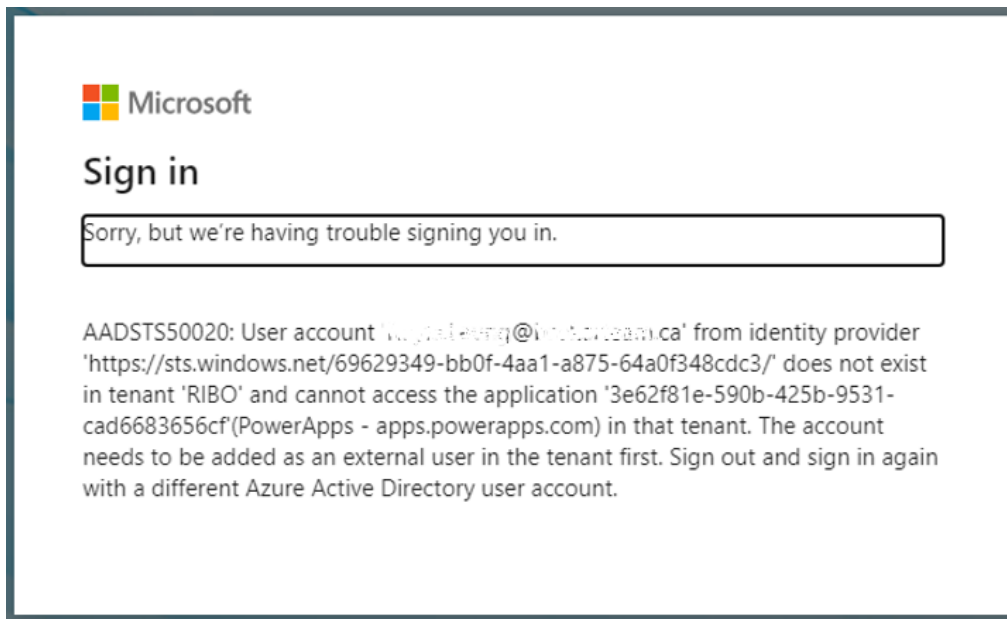 Microsoft
Sign in
Sorry, but we're having trouble signing you in.
AADSTS50020: User account ' .ca' from identity provider
'https://sts.windows.net/69629349-bb0f-4aa1-a875-64a0f348cdc3/' does not exist
in tenant 'RIBO' and cannot access the application '3e62f81e-590b-425b-9531-
cad6683656cf'(PowerApps - apps.powerapps.com) in that tenant. The account
needs to be added as an external user in the tenant first. Sign out and sign in again
with a different Azure Active Directory user account.